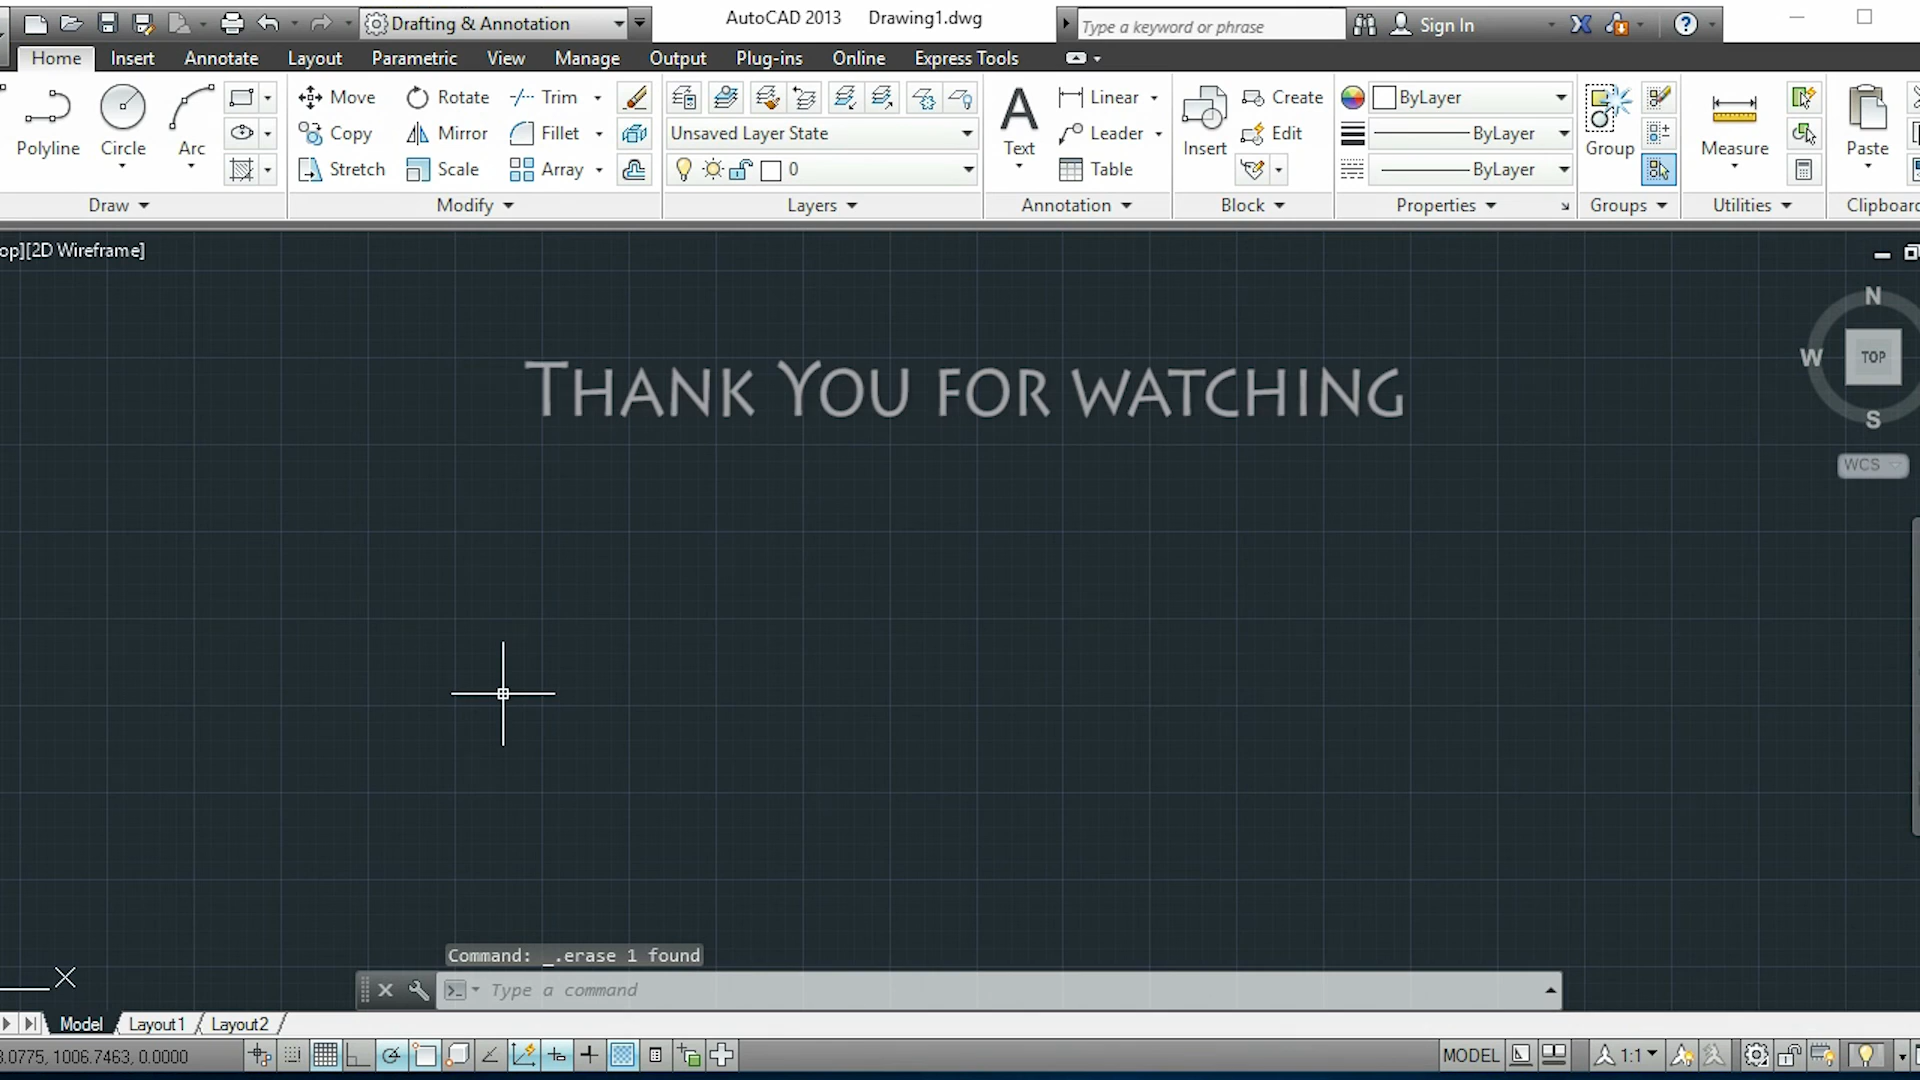 Drafting & Annotation
AutoCAD 2013 Drawing1.dwg
Type a keyword or phrase
Sign In
Home Insert Annotate Layout Parametric View Manage Output Plug-ins Online Express Tools
Polyline Circle Arc
Move Rotate Trim
Copy Mirror Fillet
Stretch Scale Array
Unsaved Layer State
0
Text
Linear
Leader
Table
Insert
Create
Edit
ByLayer
ByLayer
ByLayer
Group
Measure
Paste
Draw Modify Layers Annotation Block Properties Groups Utilities Clipboar
op][2D Wireframe]
N
W TOP
S
WCS
THANK YOU FOR WATCHING
Command: _.erase 1 found
Type a command
Model Layout1 Layout2
.0775, 1006.7463, 0.0000
MODEL 1:1